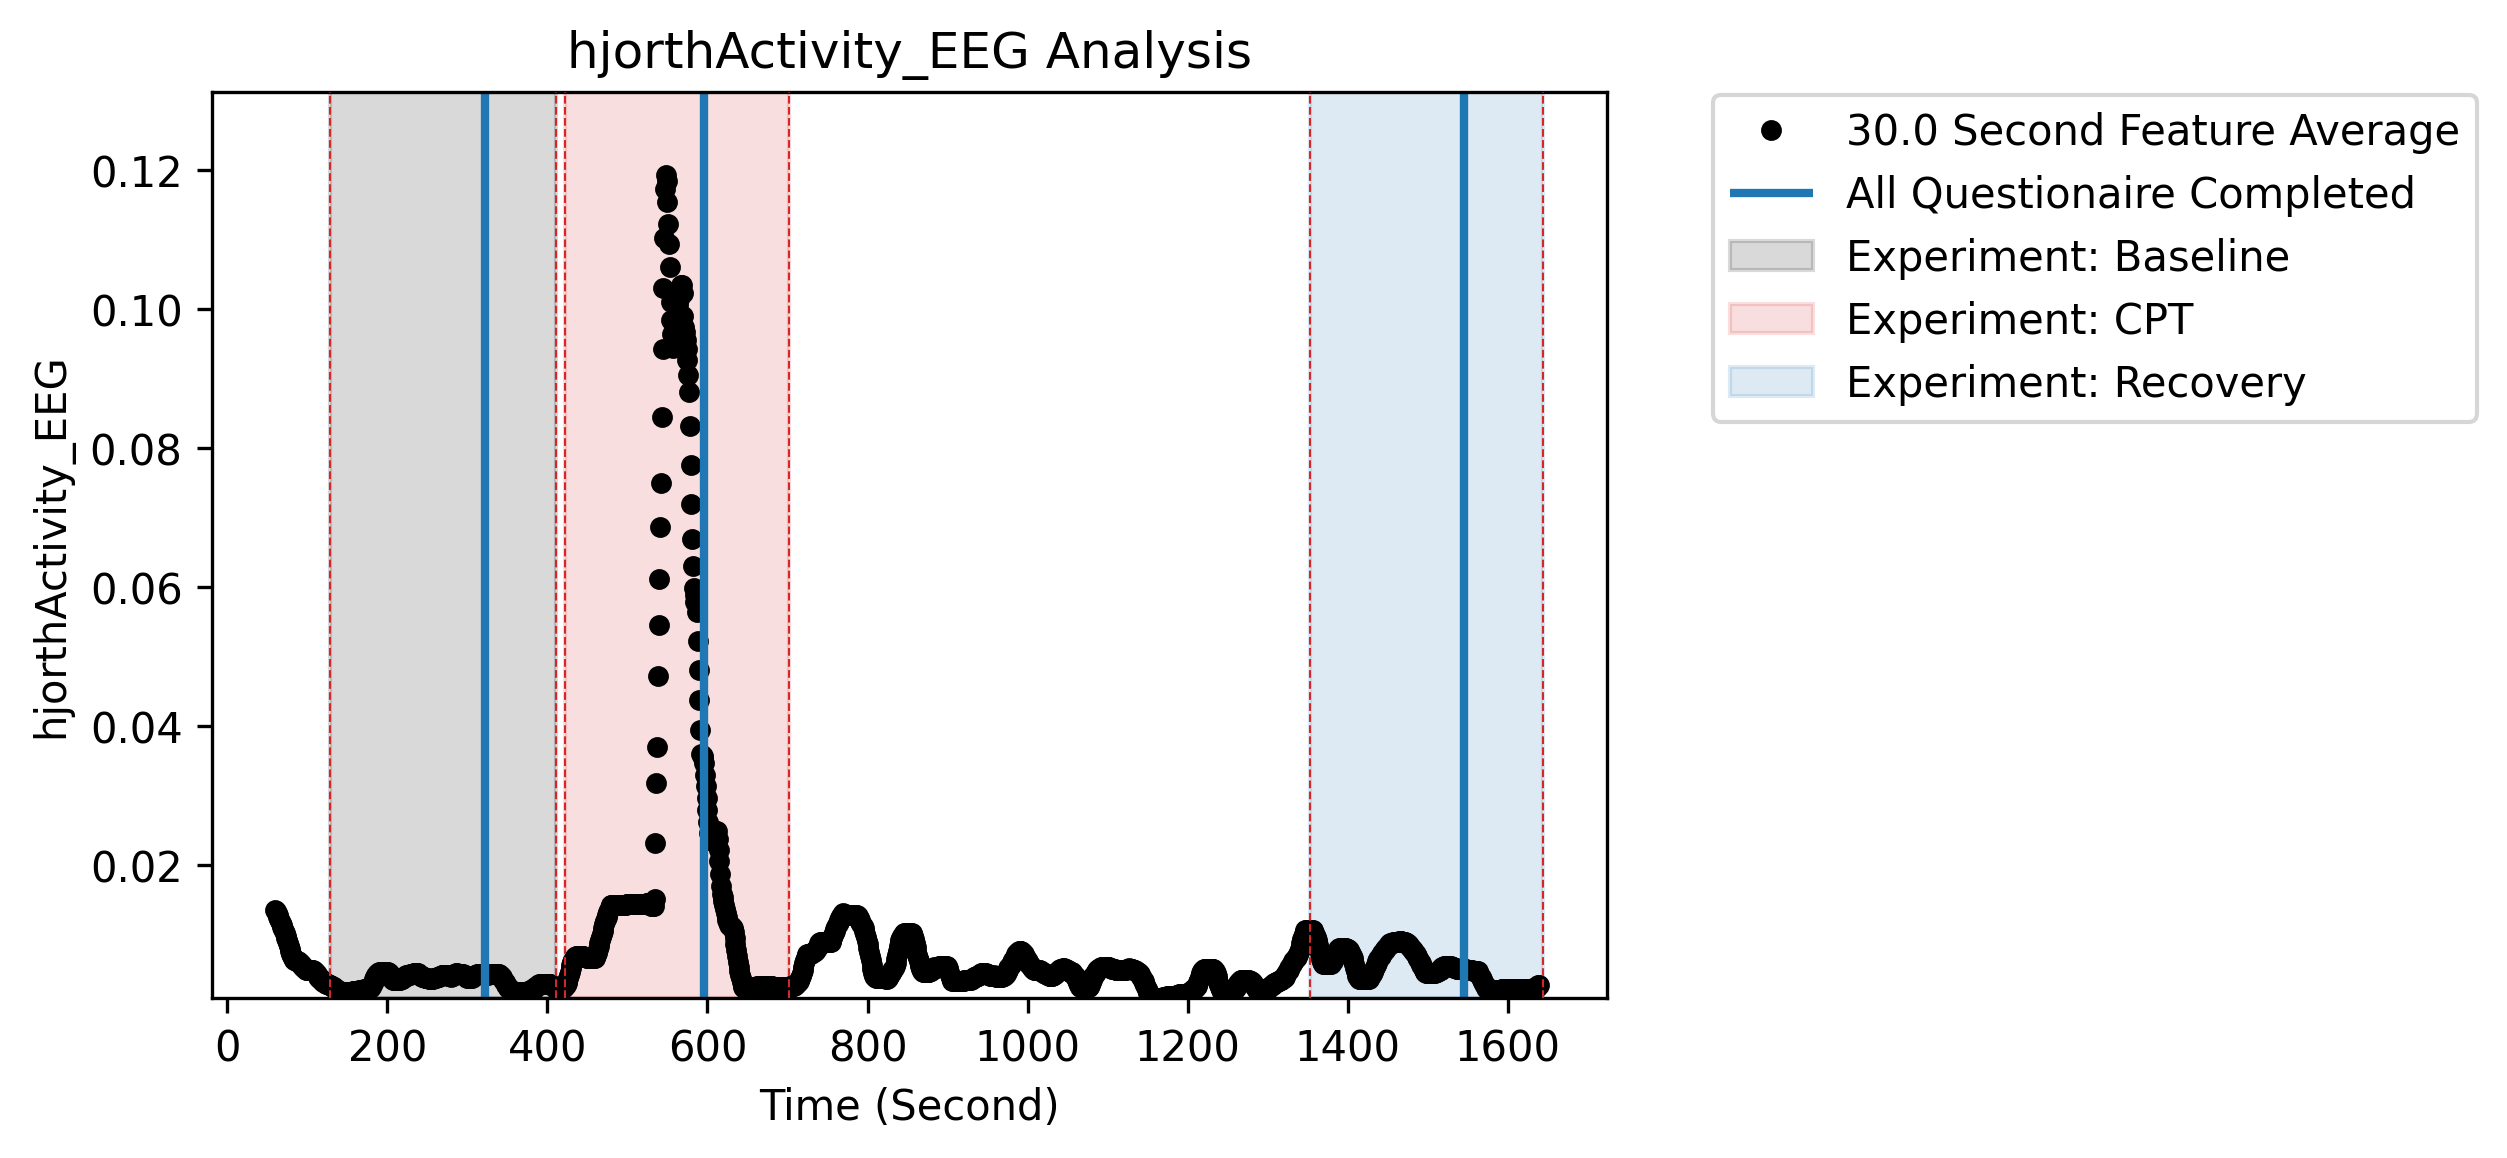 hjorthActivity_EEG Analysis
30.0 Second Feature Average
All Questionaire Completed
Experiment: Baseline
Experiment: CPT
Experiment: Recovery
hjorthActivity_EEG
0.12
0.10
0.08
0.06
0.04
0.02
0 200 400 600 800 1000 1200 1400 1600
Time (Second)